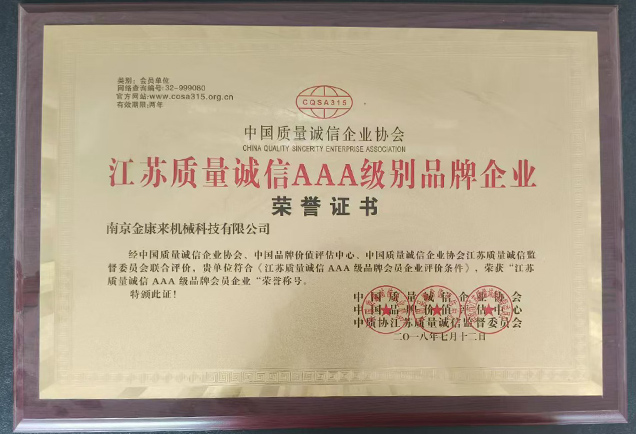 类别：会员单位
网络查询编号:32-999080
官方网站:www.cqsa315.org.cn
有效期限:两年
CQSA315
中国质量诚信企业协会
CHINA QUALITY SINCERITY ENTERPRISE ASSOCIATION
江苏质量诚信AAA级别品牌企业
荣誉证书
南京金康来机械科技有限公司
经中国质量诚信企业协会、中国品牌价值评估中心、中国质量诚信企业协会江苏质量诚信监
督委员会联合评价，贵单位符合《江苏质量诚信 AAA 级品牌会员企业评价条件》，荣获“江苏
质量诚信 AAA 级品牌会员企业”荣誉称号。
特颁此证！
中国质量诚信企业协会
中国品牌价值评估中心
中质协江苏质量诚信监督委员会
二〇一八年七月十二日